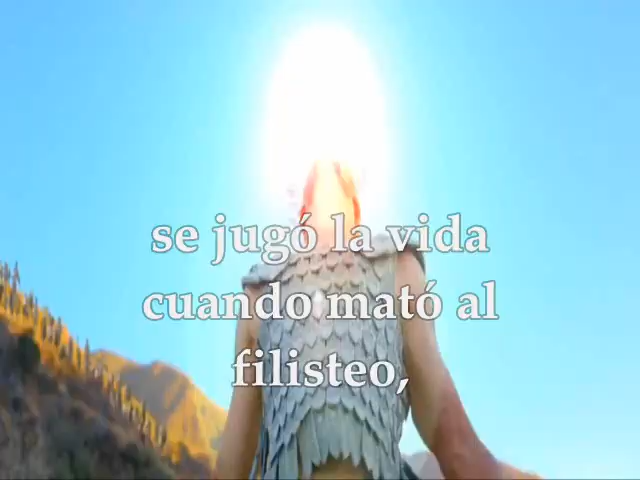 se jugó la vida
cuando mató al
filisteo,